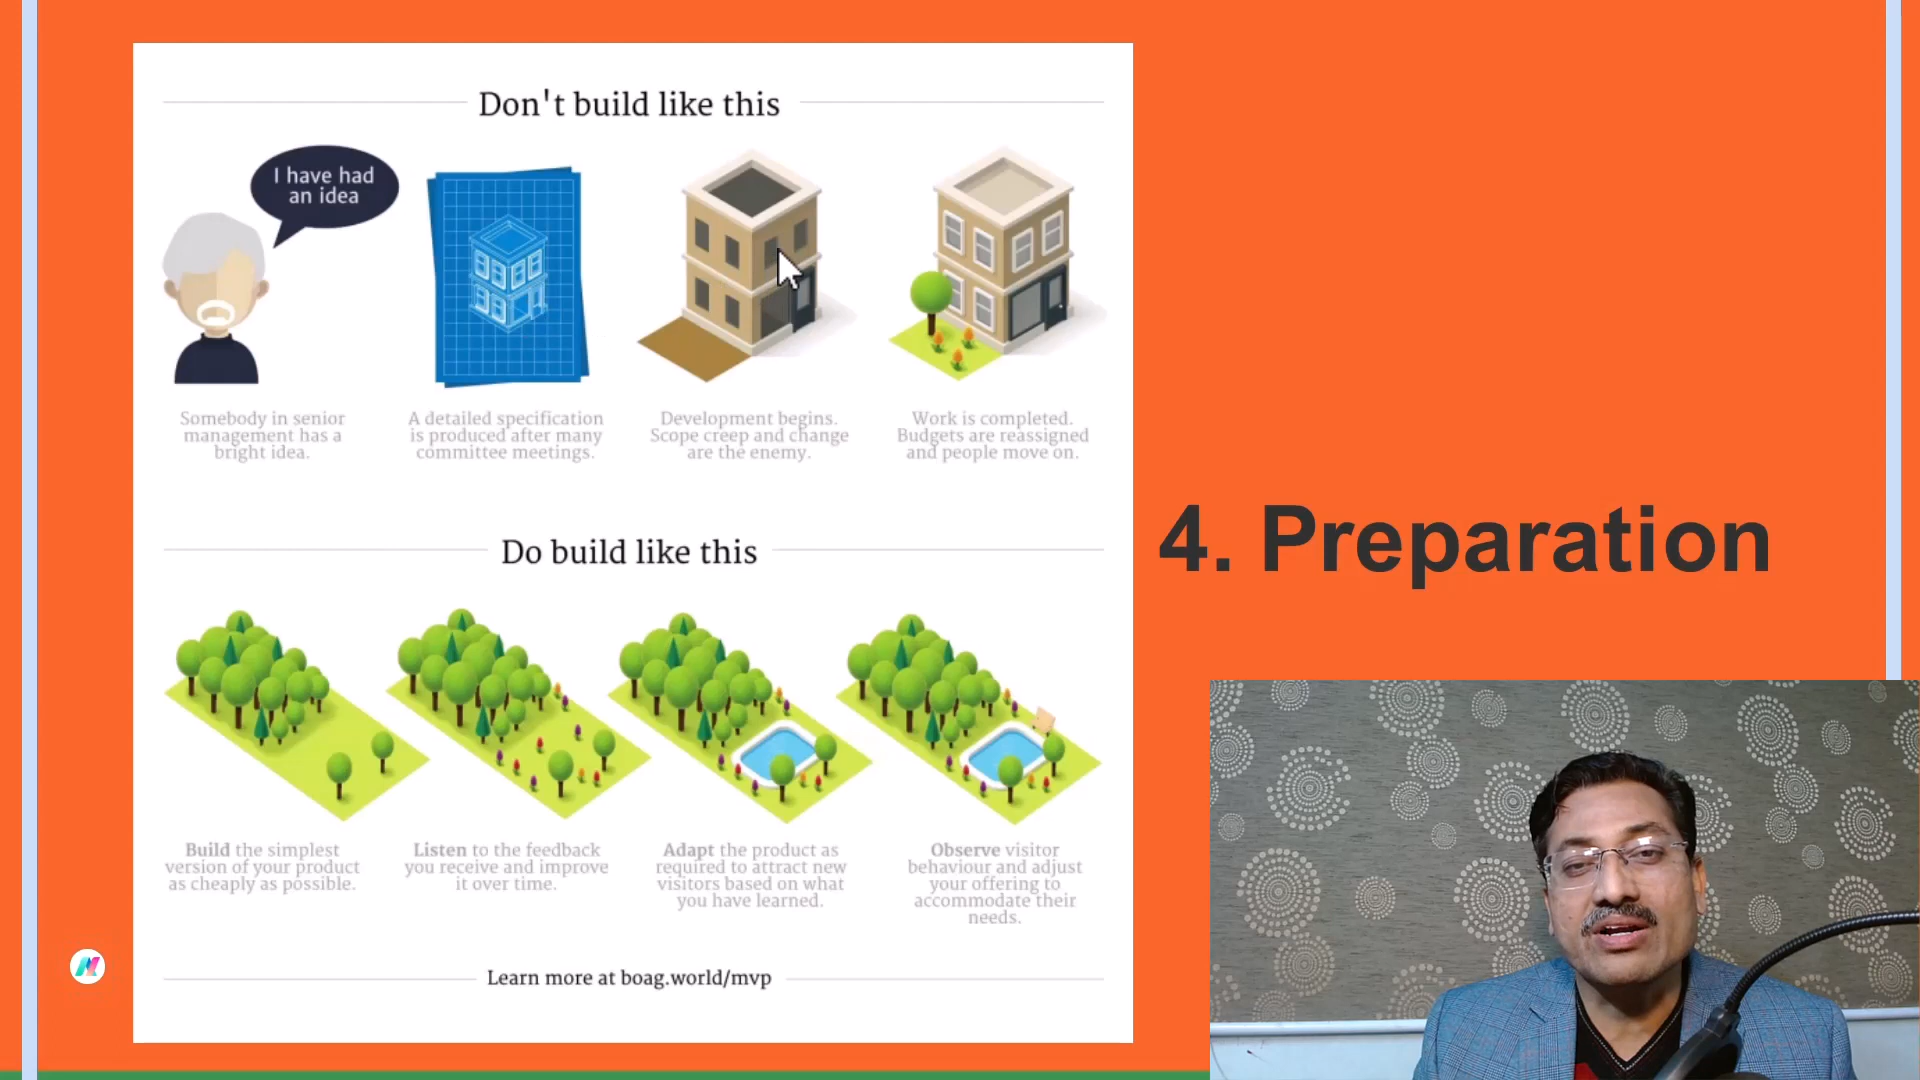 Don't build like this
I have had
an idea
Somebody in senior
management has a
bright idea.
A detailed specification
is produced after many
committee meetings.
Development begins.
Scope creep and change
are the enemy.
Work is completed.
Budgets are reassigned
and people move on.
4. Preparation
Do build like this
Build the simplest
version of your product
as cheaply as possible.
Listen to the feedback
you receive and improve
it over time.
Adapt the product as
required to attract new
visitors based on what
you have learned.
Observe visitor
behaviour and adjust
your offering to
accommodate their
needs.
Learn more at boag.world/mvp